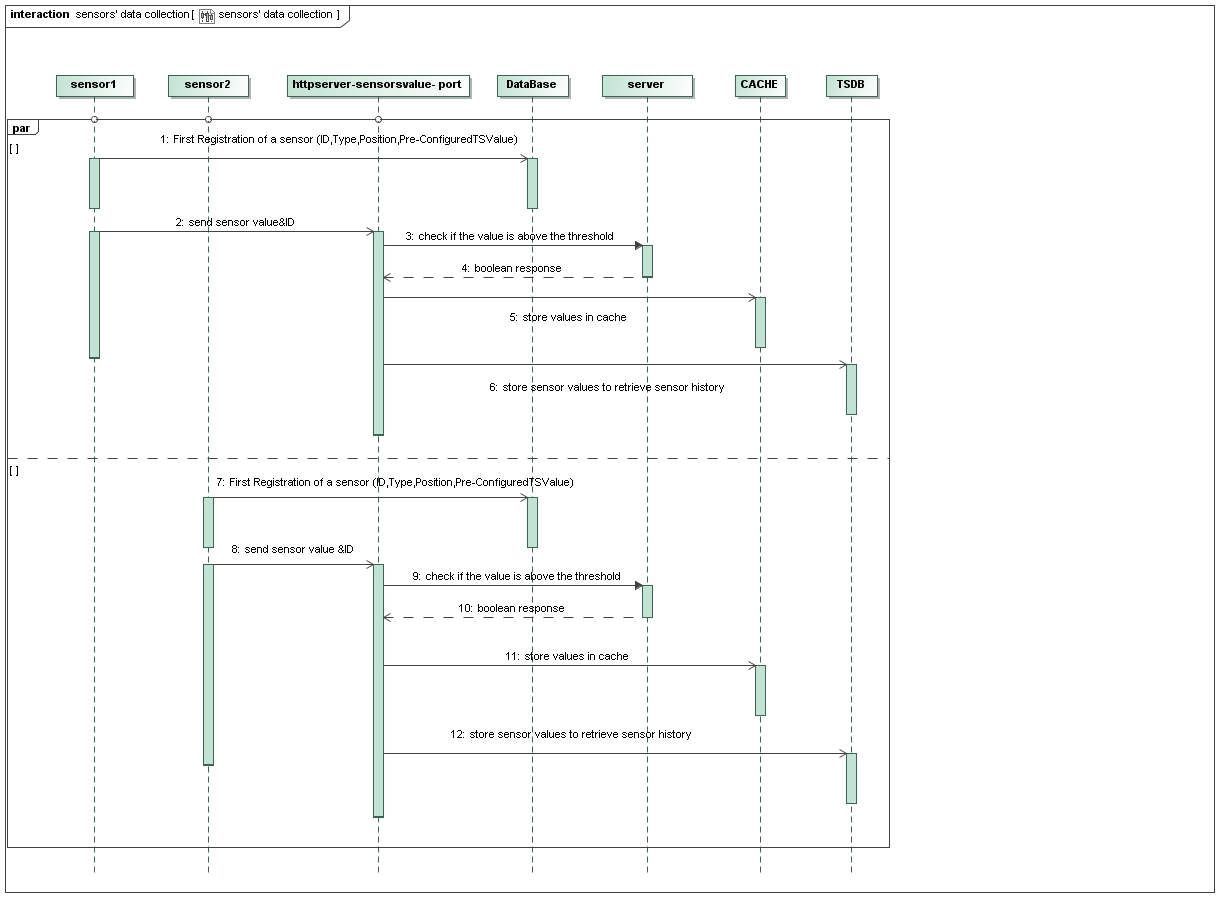 interaction sensors' data collection[ sensors' data collection ]
sensor1 sensor2 httpserver-sensorsvalue- port DataBase server CACHE TSDB
par
[ ]
1: First Registration of a sensor (ID,Type,Position,Pre-ConfiguredTSValue)
2: send sensor value&ID
3: check if the value is above the threshold
4: boolean response
5: store values in cache
6: store sensor values to retrieve sensor history
[ ]
7: First Registration of a sensor (ID,Type,Position,Pre-ConfiguredTSValue)
8: send sensor value &ID
9: check if the value is above the threshold
10: boolean response
11: store values in cache
12: store sensor values to retrieve sensor history